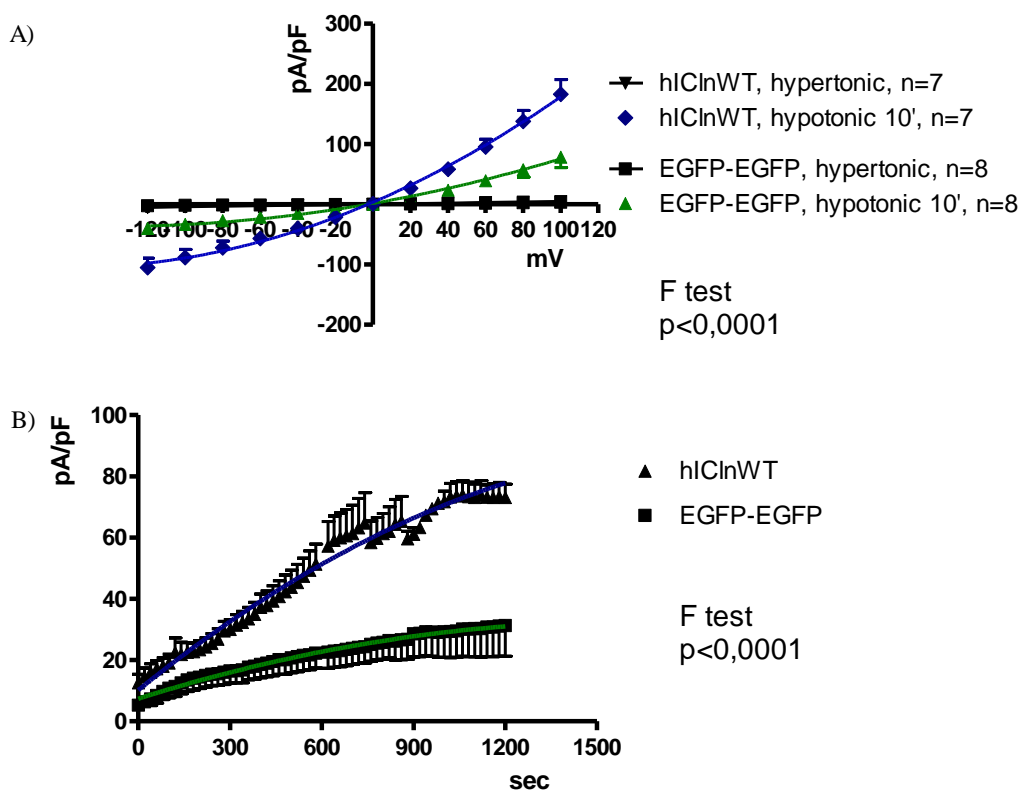 A)
pA/pF
300
200
100
-100
-200
-120 -100 -80 -60 -40 -20 20 40 60 80 100 120
mV
hIClnWT, hypertonic, n=7
hIClnWT, hypotonic 10', n=7
EGFP-EGFP, hypertonic, n=8
EGFP-EGFP, hypotonic 10', n=8
F test
p<0,0001
B)
pA/pF
100
80
60
40
20
0
0 300 600 900 1200 1500
sec
hIClnWT
EGFP-EGFP
F test
p<0,0001